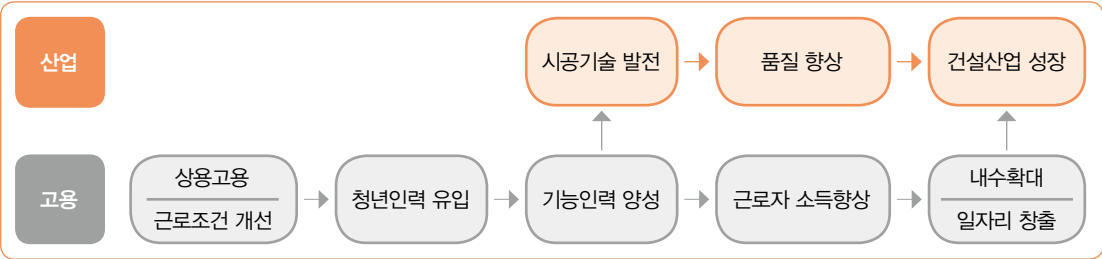 산업
시공기술 발전
품질 향상
건설산업 성장
고용
상용고용
근로조건 개선
청년인력 유입
기능인력 양성
근로자 소득향상
내수확대
일자리 창출